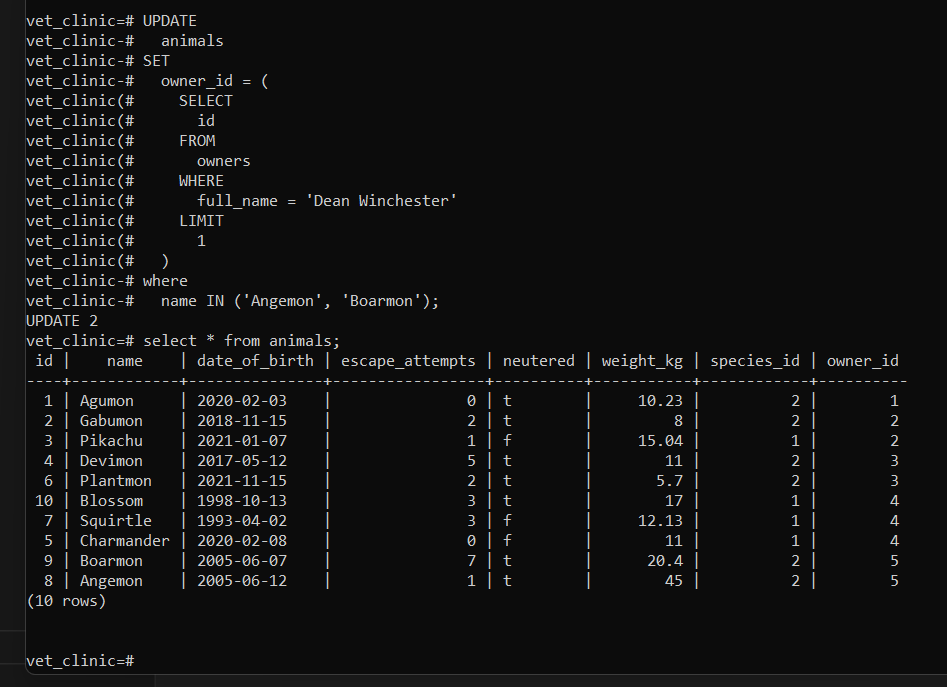 vet_clinic=# UPDATE
vet_clinic-#   animals
vet_clinic-# SET
vet_clinic-#   owner_id = (
vet_clinic(#     SELECT
vet_clinic(#       id
vet_clinic(#     FROM
vet_clinic(#       owners
vet_clinic(#     WHERE
vet_clinic(#       full_name = 'Dean Winchester'
vet_clinic(#     LIMIT
vet_clinic(#       1
vet_clinic(#   )
vet_clinic-# where
vet_clinic-#   name IN ('Angemon', 'Boarmon');
UPDATE 2
vet_clinic=# select * from animals;
 id |    name    | date_of_birth | escape_attempts | neutered | weight_kg | species_id | owner_id
----+------------+---------------+-----------------+----------+-----------+------------+----------
  1 | Agumon     | 2020-02-03    |               0 | t        |     10.23 |          2 |        1
  2 | Gabumon    | 2018-11-15    |               2 | t        |         8 |          2 |        2
  3 | Pikachu    | 2021-01-07    |               1 | f        |     15.04 |          1 |        2
  4 | Devimon    | 2017-05-12    |               5 | t        |        11 |          2 |        3
  6 | Plantmon   | 2021-11-15    |               2 | t        |       5.7 |          2 |        3
 10 | Blossom    | 1998-10-13    |               3 | t        |        17 |          1 |        4
  7 | Squirtle   | 1993-04-02    |               3 | f        |     12.13 |          1 |        4
  5 | Charmander | 2020-02-08    |               0 | f        |        11 |          1 |        4
  9 | Boarmon    | 2005-06-07    |               7 | t        |      20.4 |          2 |        5
  8 | Angemon    | 2005-06-12    |               1 | t        |        45 |          2 |        5
(10 rows)
vet_clinic=#